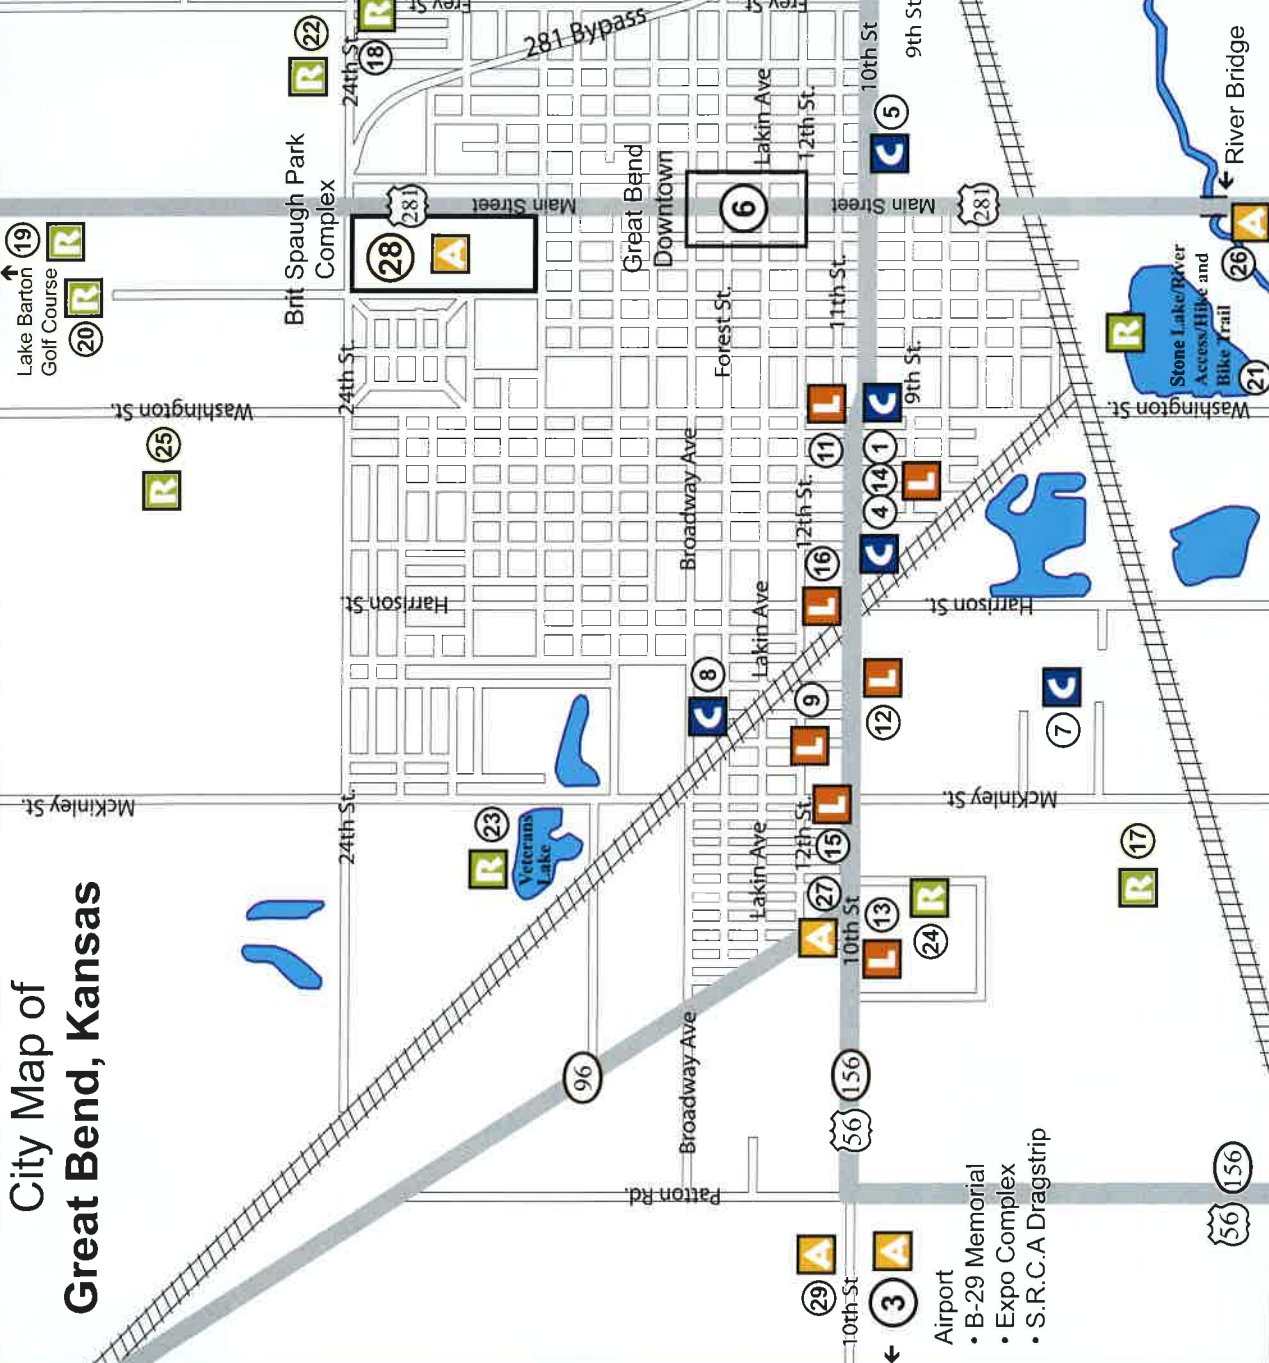 City Map of
Great Bend, Kansas
Lake Barton
Golf Course
19
R
20
R
Brit Spaugh Park
Complex
22
R
18
R
24th St.
Frey St.
281 Bypass
Frey St.
28
A
281
Main Street
24th St.
Washington St.
25
R
Harrison St.
McKinley St.
24th St.
23
R
Veterans
Lake
Great Bend
Downtown
6
Lakin Ave
12th St.
10th St
9th St
Forest St.
11th St.
Main Street
281
5
C
Broadway Ave
Lakin Ave
12th St.
9th St.
L
11
C
1
14
L
4
C
16
L
Harrison St.
8
C
9
L
L
12
C
7
McKinley St.
12th St.
Lakin Ave
L
15
27
A
10th St
13
L
R
24
17
R
Washington St.
R
Stone Lake/River
Access/Hike and
Bike Trail
21
26
A
River Bridge
96
Broadway Ave
Patton Rd.
156
56
56
156
A
29
10th St
A
3
Airport
• B-29 Memorial
• Expo Complex
• S.R.C.A Dragstrip